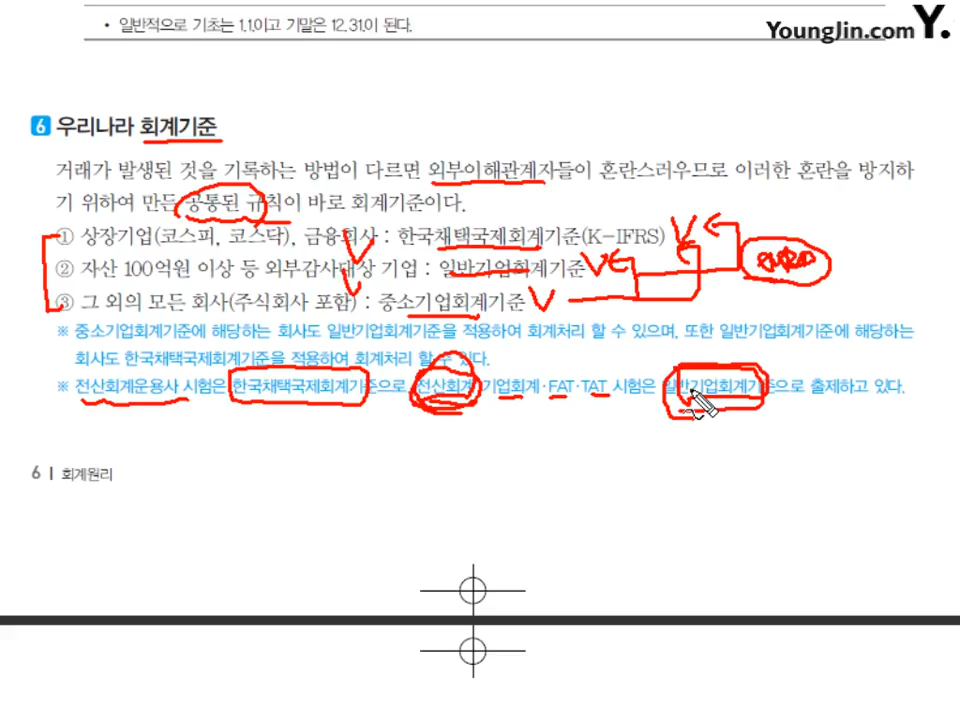 • 일반적으로 기초는 1.1.이고 기말은 12.31.이 된다.
YoungJin.com Y.
6 우리나라 회계기준
거래가 발생된 것을 기록하는 방법이 다르면 외부이해관계자들이 혼란스러우므로 이러한 혼란을 방지하
기 위하여 만든 공통된 규칙이 바로 회계기준이다.
① 상장기업(코스피, 코스닥), 금융회사 : 한국채택국제회계기준(K-IFRS)
② 자산 100억원 이상 등 외부감사대상 기업 : 일반기업회계기준
③ 그 외의 모든 회사(주식회사 포함) : 중소기업회계기준
※ 중소기업회계기준에 해당하는 회사도 일반기업회계기준을 적용하여 회계처리 할 수 있으며, 또한 일반기업회계기준에 해당하는
회사도 한국채택국제회계기준을 적용하여 회계처리 할 수 있다.
※ 전산회계운용사 시험은 한국채택국제회계기준으로, 전산회계·기업회계·FAT·TAT 시험은 일반기업회계기준으로 출제하고 있다.
6 | 회계원리